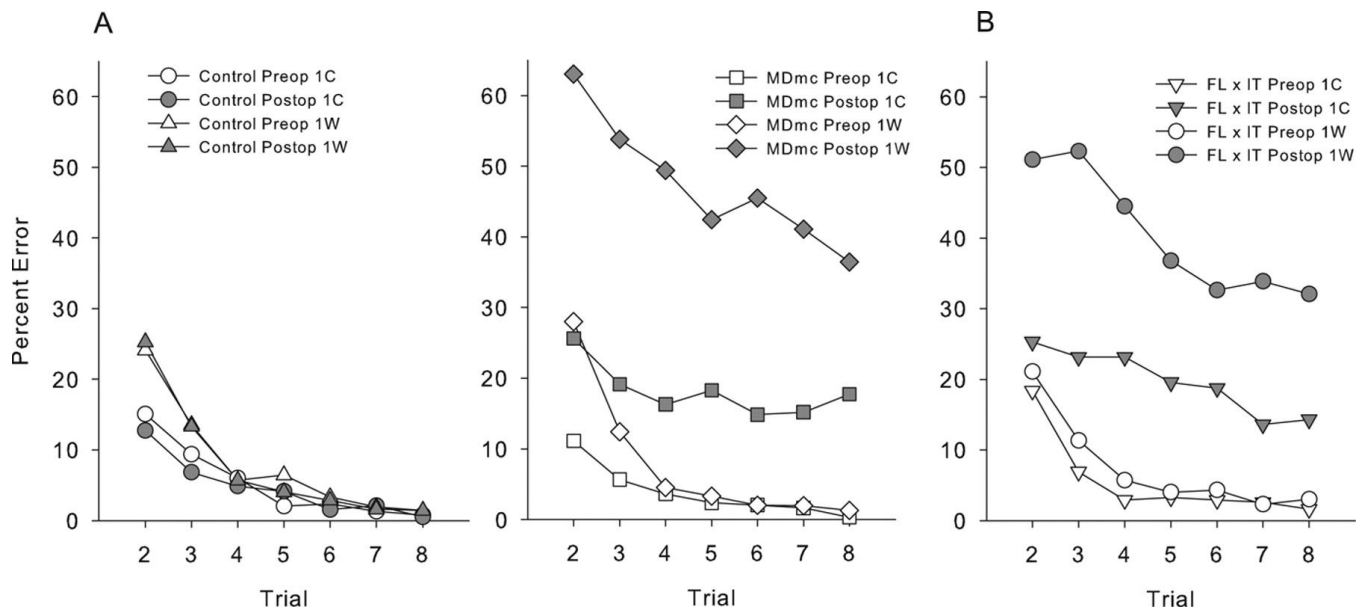 A
B
Percent Error
60
50
40
30
20
10
0
Control Preop 1C
Control Postop 1C
Control Preop 1W
Control Postop 1W
2 3 4 5 6 7 8
Trial
60
50
40
30
20
10
0
MDmc Preop 1C
MDmc Postop 1C
MDmc Preop 1W
MDmc Postop 1W
2 3 4 5 6 7 8
Trial
60
50
40
30
20
10
0
FL x IT Preop 1C
FL x IT Postop 1C
FL x IT Preop 1W
FL x IT Postop 1W
2 3 4 5 6 7 8
Trial